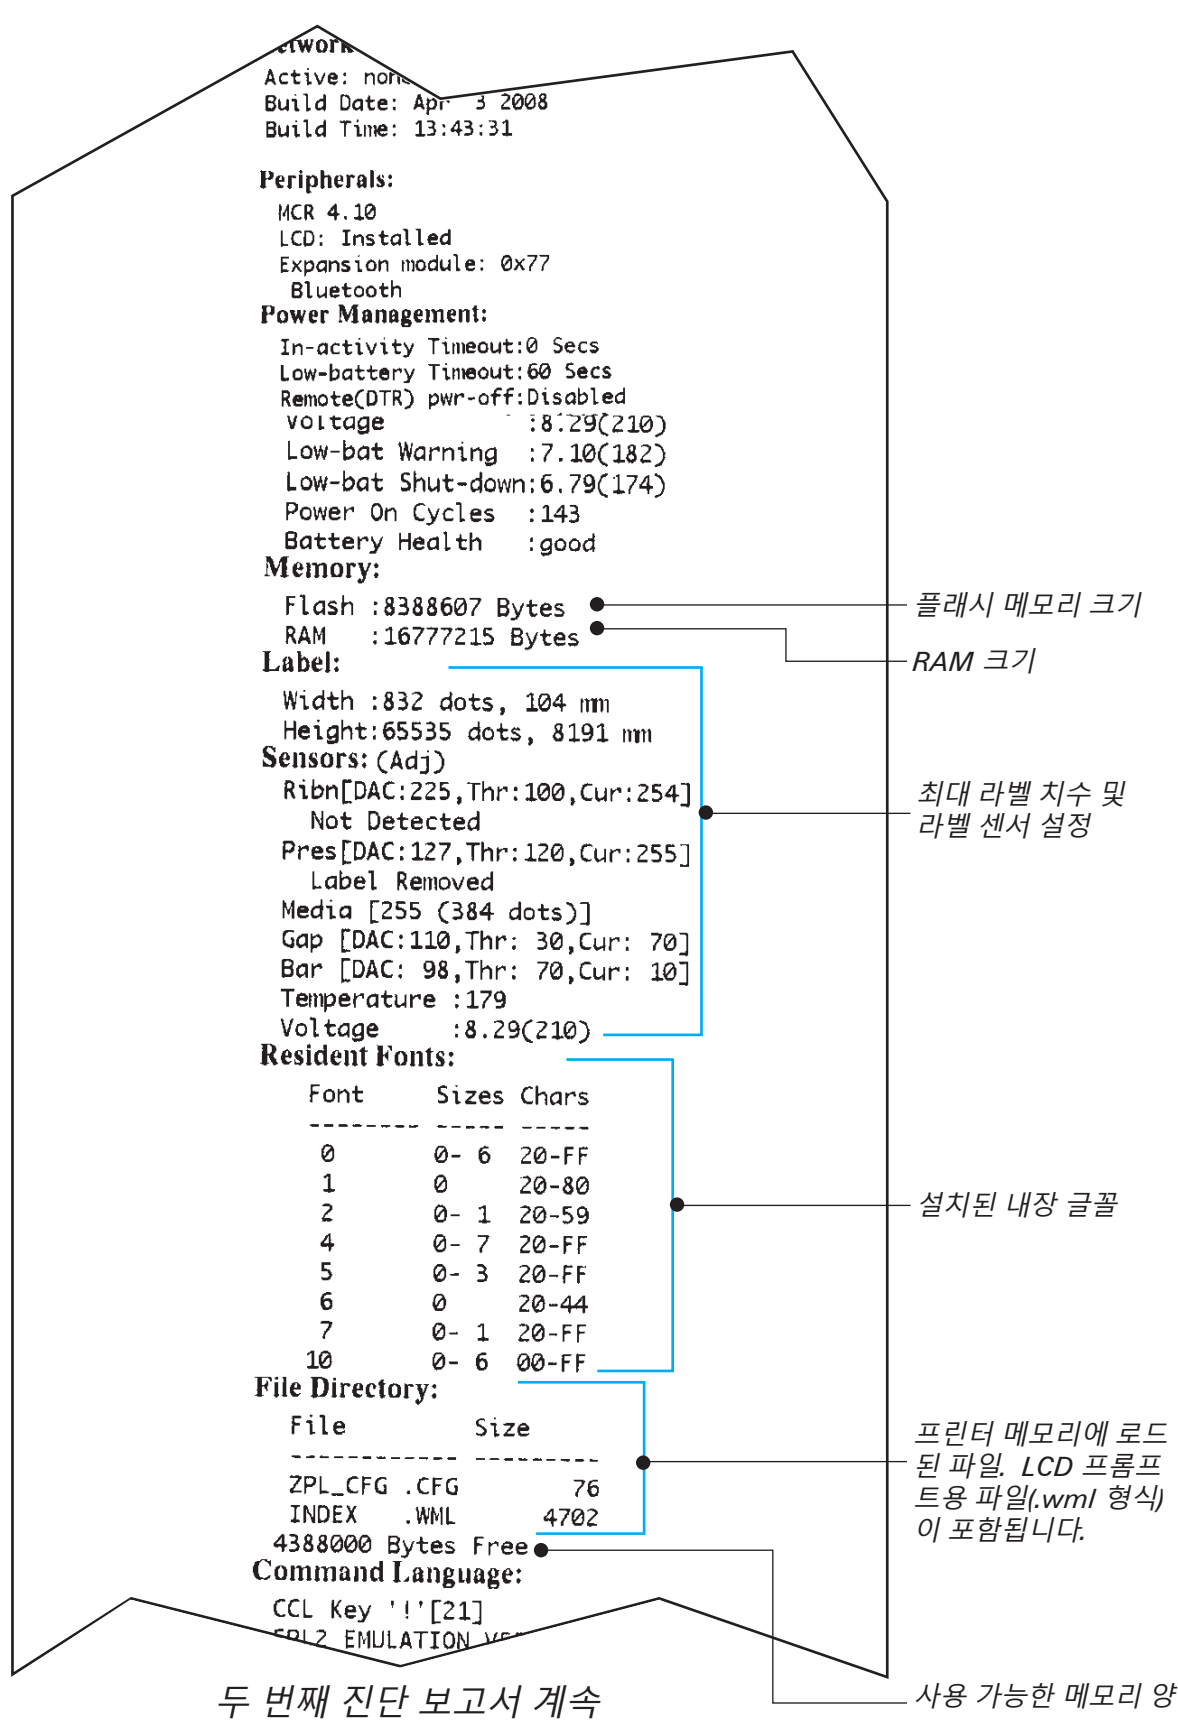 Active: none
Build Date: Apr 3 2008
Build Time: 13:43:31
Peripherals:
MCR 4.10
LCD: Installed
Expansion module: 0x77
Bluetooth
Power Management:
In-activity Timeout:0 Secs
Low-battery Timeout:60 Secs
Remote(DTR) pwr-off:Disabled
Voltage :8.29(210)
Low-bat Warning :7.10(182)
Low-bat Shut-down:6.79(174)
Power On Cycles :143
Battery Health :good
Memory:
Flash :8388607 Bytes
플래시 메모리 크기
RAM :16777215 Bytes
RAM 크기
Label:
Width :832 dots, 104 mm
Height:65535 dots, 8191 mm
Sensors: (Adj)
Ribn[DAC:225,Thr:100,Cur:254]
Not Detected
Pres[DAC:127,Thr:120,Cur:255]
Label Removed
Media [255 (384 dots)]
Gap [DAC:110,Thr: 30,Cur: 70]
Bar [DAC: 98,Thr: 70,Cur: 10]
Temperature :179
Voltage :8.29(210)
최대 라벨 치수 및
라벨 센서 설정
Resident Fonts:
Font Sizes Chars
-------- ----- -----
0 0- 6 20-FF
1 0 20-80
2 0- 1 20-59
4 0- 7 20-FF
5 0- 3 20-FF
6 0 20-44
7 0- 1 20-FF
10 0- 6 00-FF
설치된 내장 글꼴
File Directory:
File Size
------------ ---------
ZPL_CFG .CFG 76
INDEX .WML 4702
프린터 메모리에 로드
된 파일. LCD 프롬프
트용 파일(.wml 형식)
이 포함됩니다.
4388000 Bytes Free
사용 가능한 메모리 양
Command Language:
CCL Key '!'[21]
EPL2 EMULATION
두 번째 진단 보고서 계속